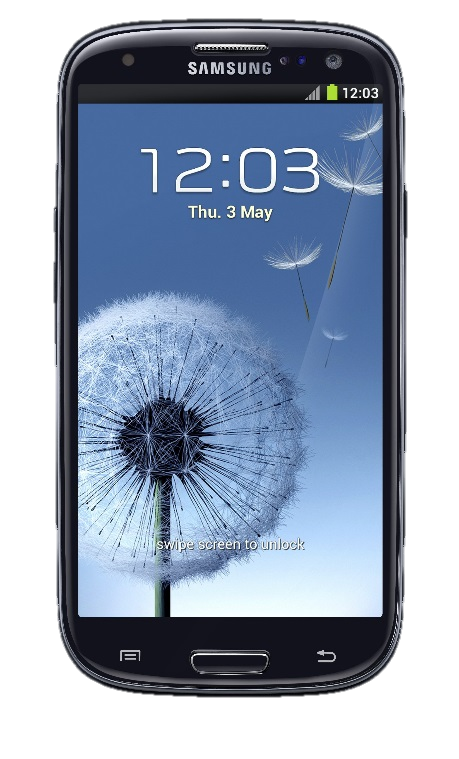 SAMSUNG
12:03
12:03
Thu. 3 May
swipe screen to unlock